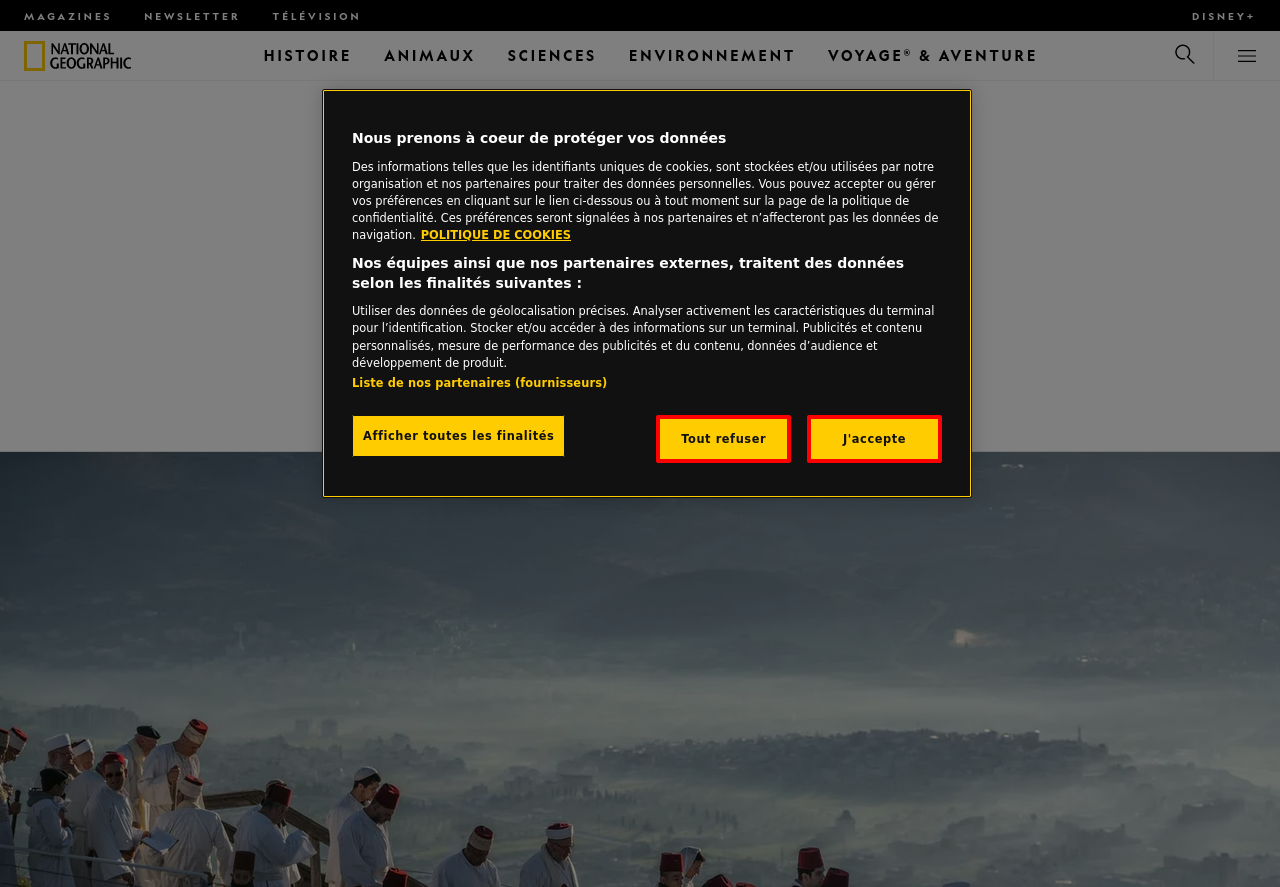 MAGAZINES NEWSLETTER TÉLÉVISION DISNEY+
NATIONAL
GEOGRAPHIC
HISTOIRE ANIMAUX SCIENCES ENVIRONNEMENT VOYAGE® & AVENTURE
Nous prenons à coeur de protéger vos données
Des informations telles que les identifiants uniques de cookies, sont stockées et/ou utilisées par notre
organisation et nos partenaires pour traiter des données personnelles. Vous pouvez accepter ou gérer
vos préférences en cliquant sur le lien ci-dessous ou à tout moment sur la page de la politique de
confidentialité. Ces préférences seront signalées à nos partenaires et n’affecteront pas les données de
navigation. POLITIQUE DE COOKIES
Nos équipes ainsi que nos partenaires externes, traitent des données
selon les finalités suivantes :
Utiliser des données de géolocalisation précises. Analyser activement les caractéristiques du terminal
pour l’identification. Stocker et/ou accéder à des informations sur un terminal. Publicités et contenu
personnalisés, mesure de performance des publicités et du contenu, données d’audience et
développement de produit.
Liste de nos partenaires (fournisseurs)
Afficher toutes les finalités Tout refuser J'accepte